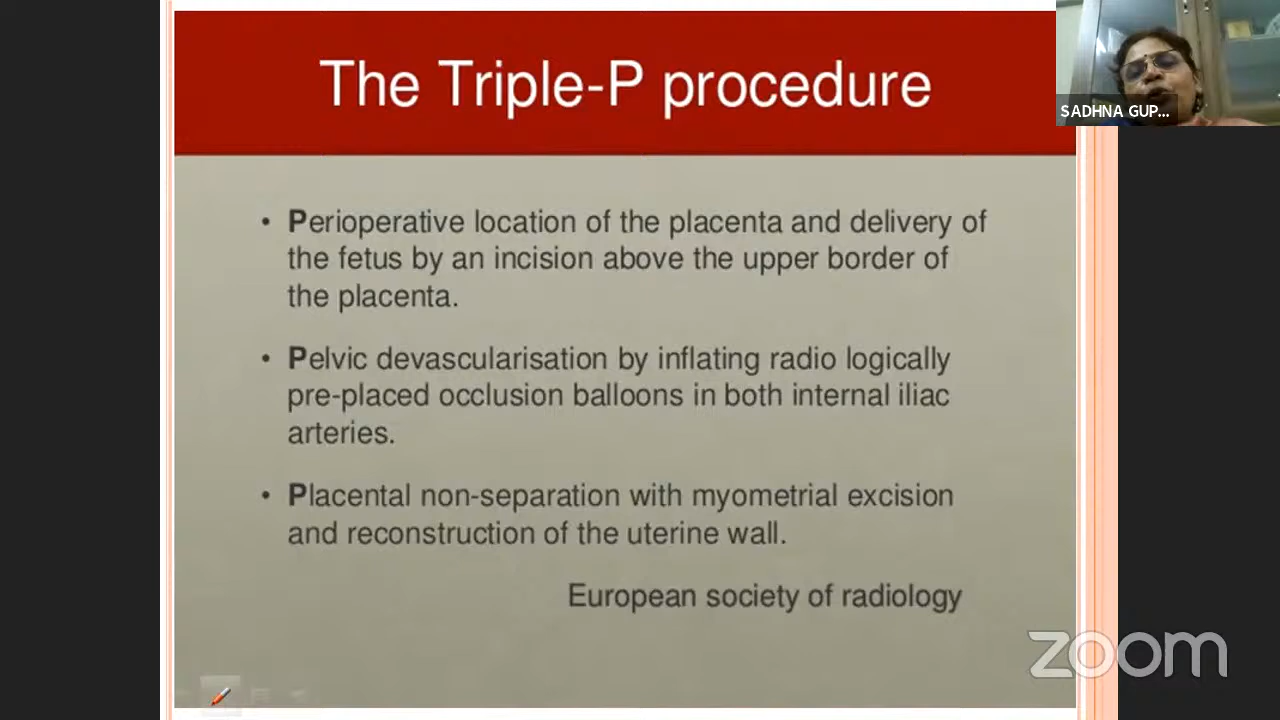 The Triple-P procedure
SADHNA GUP...
• Perioperative location of the placenta and delivery of
the fetus by an incision above the upper border of
the placenta.
• Pelvic devascularisation by inflating radio logically
pre-placed occlusion balloons in both internal iliac
arteries.
• Placental non-separation with myometrial excision
and reconstruction of the uterine wall.
European society of radiology
zoom